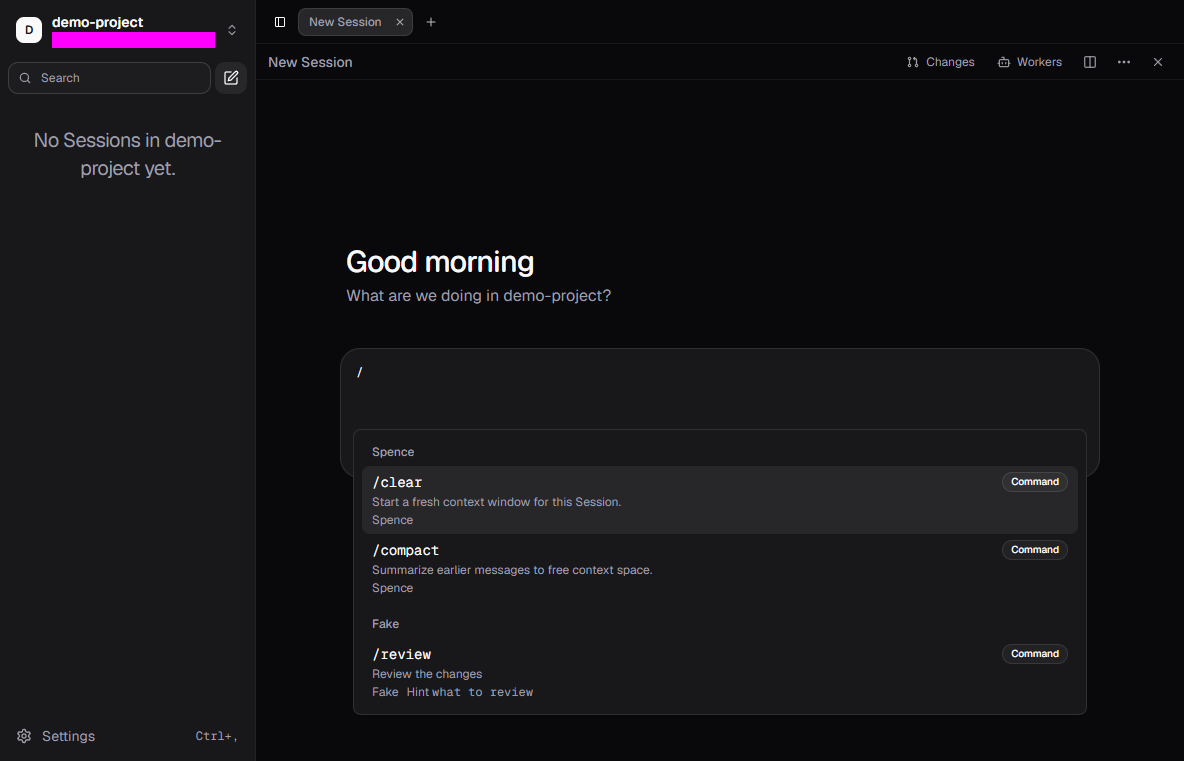 D
demo-project
Search
No Sessions in demo-
project yet.
Settings
Ctrl+,
New Session
New Session
Changes
Workers
Good morning
What are we doing in demo-project?
/
Spence
/clear
Command
Start a fresh context window for this Session.
Spence
/compact
Command
Summarize earlier messages to free context space.
Spence
Fake
/review
Command
Review the changes
Fake Hint what to review